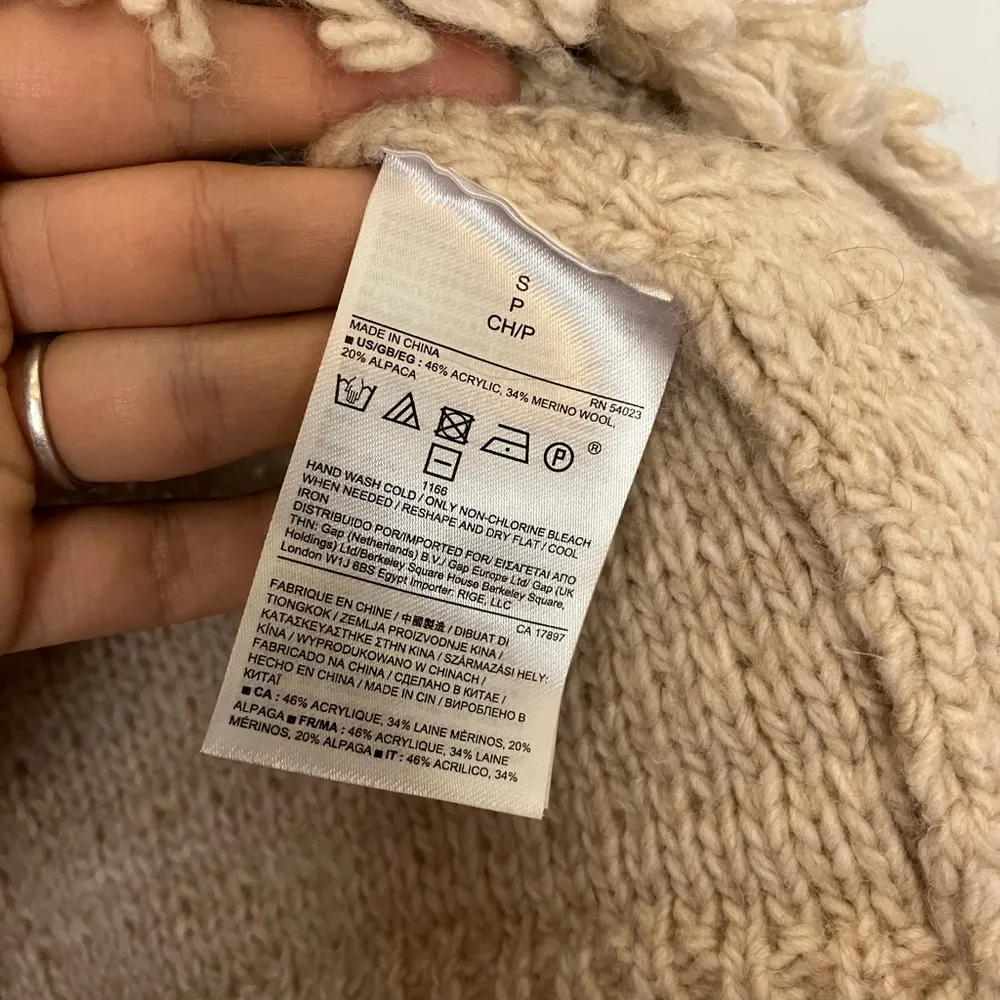 S
P
CH/P
MADE IN CHINA
RN 54023
■ US/GB/EG : 46% ACRYLIC, 34% MERINO WOOL,
20% ALPACA
P
®
1166
HAND WASH COLD / ONLY NON-CHLORINE BLEACH
WHEN NEEDED / RESHAPE AND DRY FLAT / COOL
IRON
DISTRIBUIDO POR/IMPORTED FOR/ ΕΙΣΑΓΕΤΑΙ ΑΠΟ
ΤΗΝ: Gap (Netherlands) B.V./ Gap Europe Ltd/ Gap (UK
Holdings) Ltd/Berkeley Square House Berkeley Square,
London W1J 6BS Egypt Importer: RIGE, LLC
CA 17897
FABRIQUE EN CHINE / 中國製造 / DIBUAT DI
TIONGKOK / ZEMLJA PROIZVODNJE KINA /
ΚΑΤΑΣΚΕΥΑΣΤΗΚΕ ΣΤΗΝ ΚΙΝΑ / SZÁRMAZÁSI HELY:
KÍNA / WYPRODUKOWANO W CHINACH /
FABRICADO NA CHINA / СДЕЛАНО В КИТАЕ /
HECHO EN CHINA / MADE IN CIN / ВИРОБЛЕНО В
КИТАЇ
■ CA : 46% ACRYLIQUE, 34% LAINE MÉRINOS, 20%
ALPAGA ■ FR/MA : 46% ACRYLIQUE, 34% LAINE
MÉRINOS, 20% ALPAGA ■ IT : 46% ACRILICO, 34%